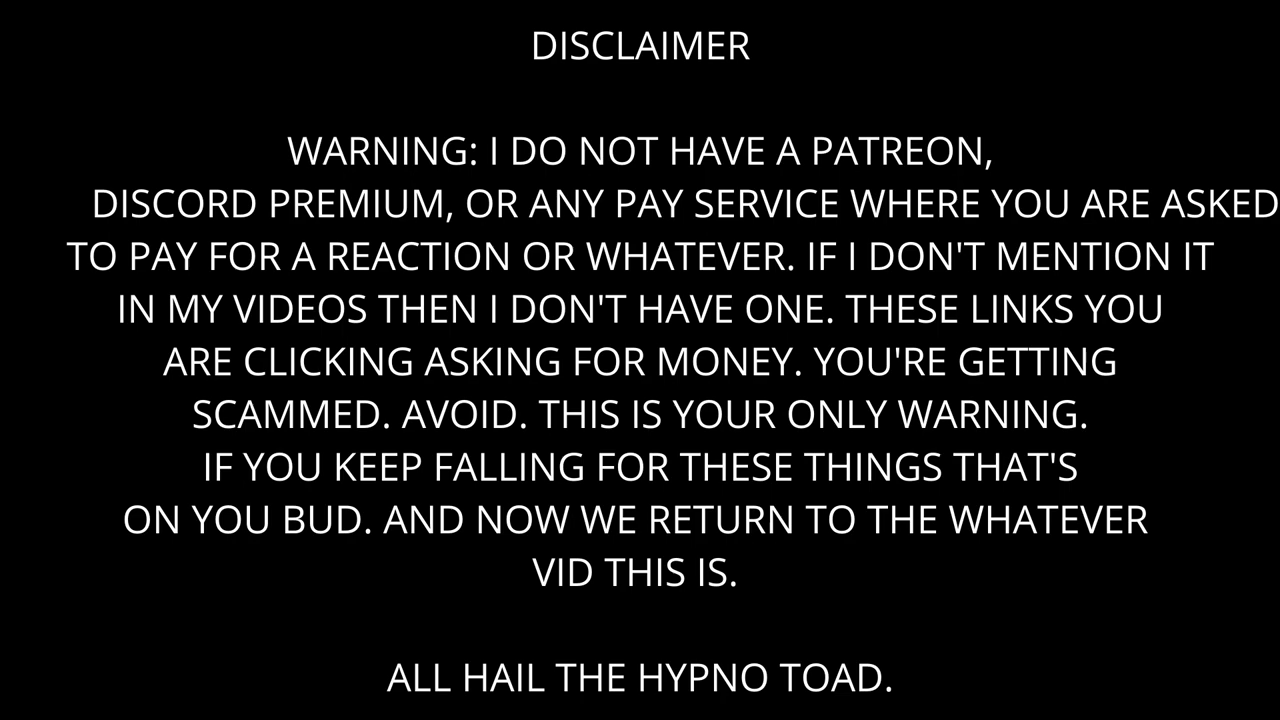 DISCLAIMER
WARNING: I DO NOT HAVE A PATREON,
DISCORD PREMIUM, OR ANY PAY SERVICE WHERE YOU ARE ASKED
TO PAY FOR A REACTION OR WHATEVER. IF I DON'T MENTION IT
IN MY VIDEOS THEN I DON'T HAVE ONE. THESE LINKS YOU
ARE CLICKING ASKING FOR MONEY. YOU'RE GETTING
SCAMMED. AVOID. THIS IS YOUR ONLY WARNING.
IF YOU KEEP FALLING FOR THESE THINGS THAT'S
ON YOU BUD. AND NOW WE RETURN TO THE WHATEVER
VID THIS IS.
ALL HAIL THE HYPNO TOAD.